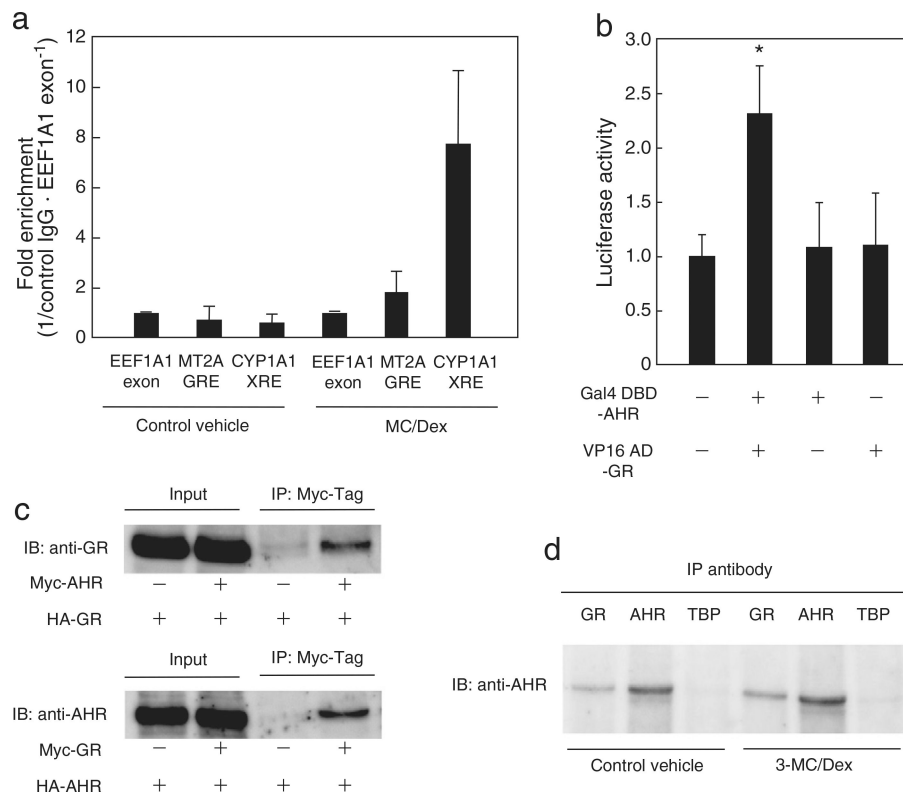 a
Fold enrichment
(1/control IgG · EEF1A1 exon⁻¹)
12
10
8
6
4
2
0
EEF1A1 MT2A CYP1A1 EEF1A1 MT2A CYP1A1
exon GRE XRE exon GRE XRE
Control vehicle MC/Dex
b
Luciferase activity
3.0
2.5
2.0
1.5
1.0
0.5
0
*
Gal4 DBD
-AHR
− + + −
VP16 AD
-GR
− + − +
c
Input IP: Myc-Tag
IB: anti-GR
Myc-AHR − + − +
HA-GR + + + +
Input IP: Myc-Tag
IB: anti-AHR
Myc-GR − + − +
HA-AHR + + + +
d
IP antibody
GR AHR TBP GR AHR TBP
IB: anti-AHR
Control vehicle 3-MC/Dex